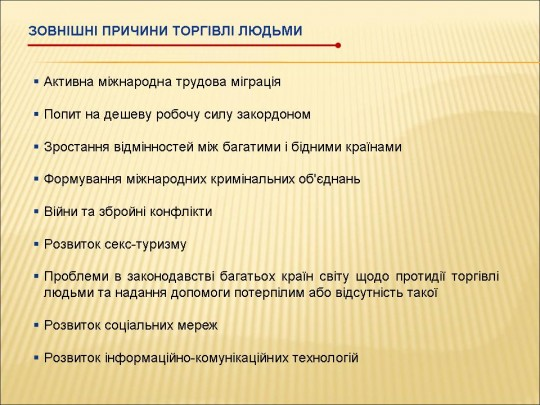 ЗОВНІШНІ ПРИЧИНИ ТОРГІВЛІ ЛЮДЬМИ
▪ Активна міжнародна трудова міграція
▪ Попит на дешеву робочу силу закордоном
▪ Зростання відмінностей між багатими і бідними країнами
▪ Формування міжнародних кримінальних об'єднань
▪ Війни та збройні конфлікти
▪ Розвиток секс-туризму
▪ Проблеми в законодавстві багатьох країн світу щодо протидії торгівлі
людьми та надання допомоги потерпілим або відсутність такої
▪ Розвиток соціальних мереж
▪ Розвиток інформаційно-комунікаційних технологій